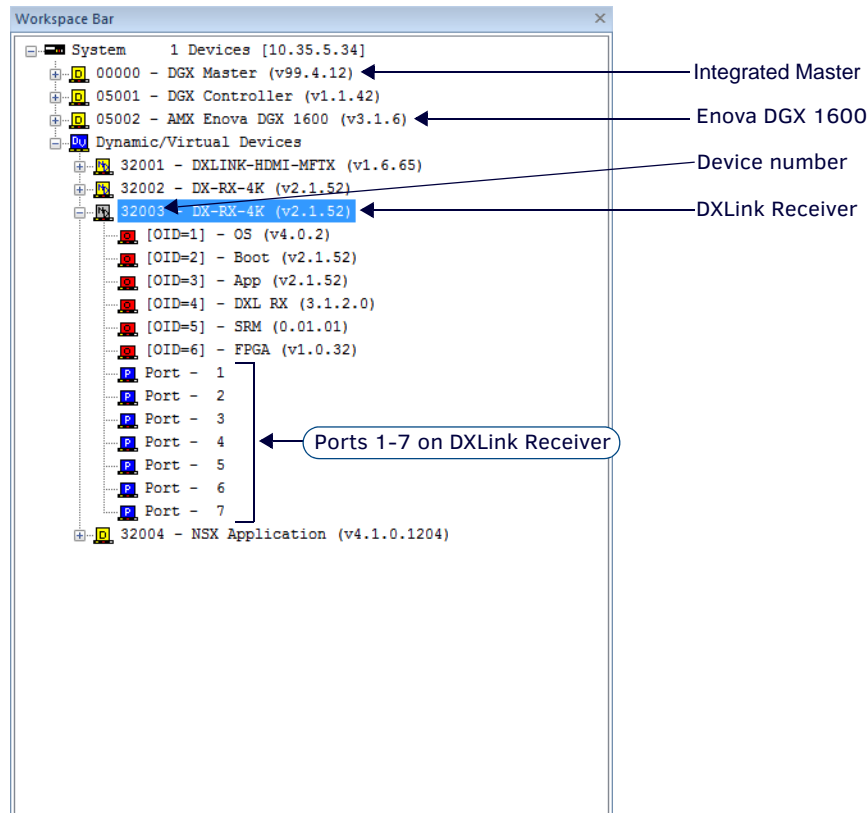 Workspace Bar
System 1 Devices [10.35.5.34]
00000 - DGX Master (v99.4.12)
Integrated Master
05001 - DGX Controller (v1.1.42)
05002 - AMX Enova DGX 1600 (v3.1.6)
Enova DGX 1600
Dynamic/Virtual Devices
32001 - DXLINK-HDMI-MFTX (v1.6.65)
Device number
32002 - DX-RX-4K (v2.1.52)
32003 - DX-RX-4K (v2.1.52)
DXLink Receiver
[OID=1] - OS (v4.0.2)
[OID=2] - Boot (v2.1.52)
[OID=3] - App (v2.1.52)
[OID=4] - DXL RX (3.1.2.0)
[OID=5] - SRM (0.01.01)
[OID=6] - FPGA (v1.0.32)
Port - 1
Port - 2
Port - 3
Port - 4
Ports 1-7 on DXLink Receiver
Port - 5
Port - 6
Port - 7
32004 - NSX Application (v4.1.0.1204)